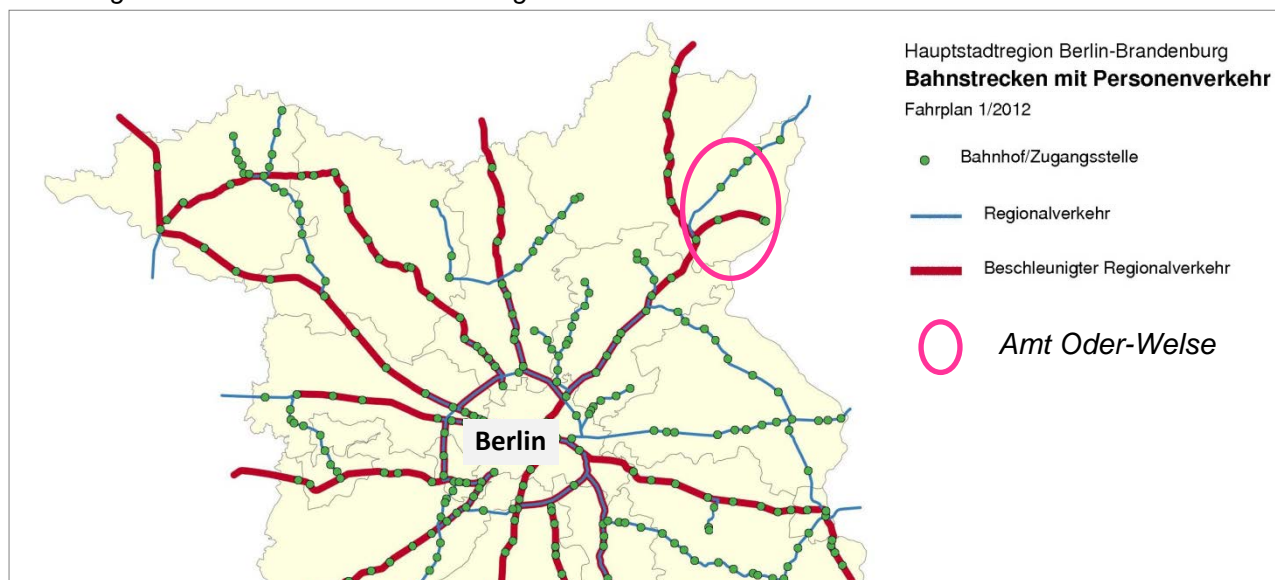 Hauptstadtregion Berlin-Brandenburg
Bahnstrecken mit Personenverkehr
Fahrplan 1/2012
Bahnhof/Zugangsstelle
Regionalverkehr
Beschleunigter Regionalverkehr
Amt Oder-Welse
Berlin